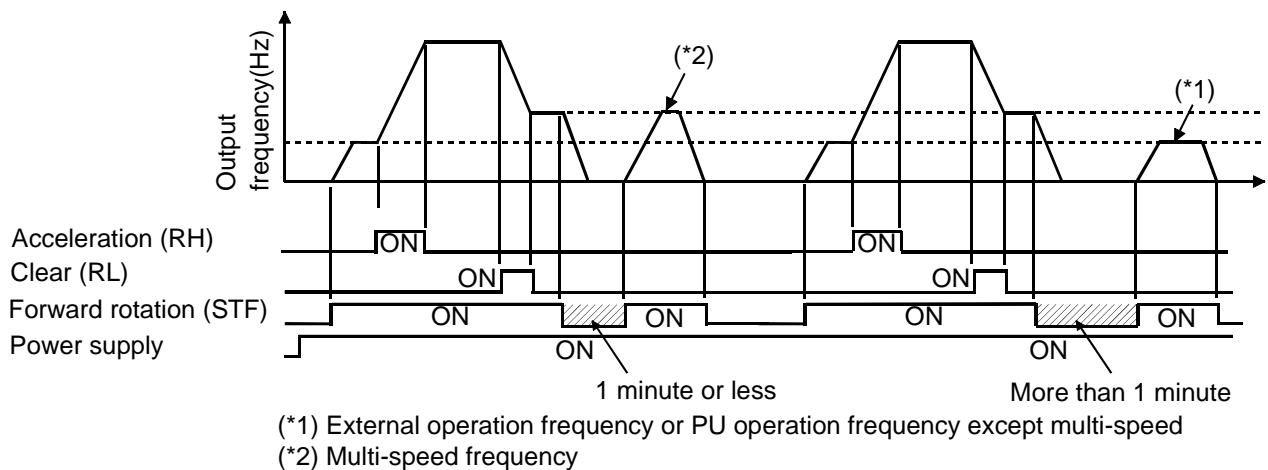 Output
frequency(Hz)
(*2)
(*1)
Acceleration (RH)
ON
ON
Clear (RL)
ON
ON
Forward rotation (STF)
ON
ON
ON
ON
Power supply
ON
ON
1 minute or less
More than 1 minute
(*1) External operation frequency or PU operation frequency except multi-speed
(*2) Multi-speed frequency